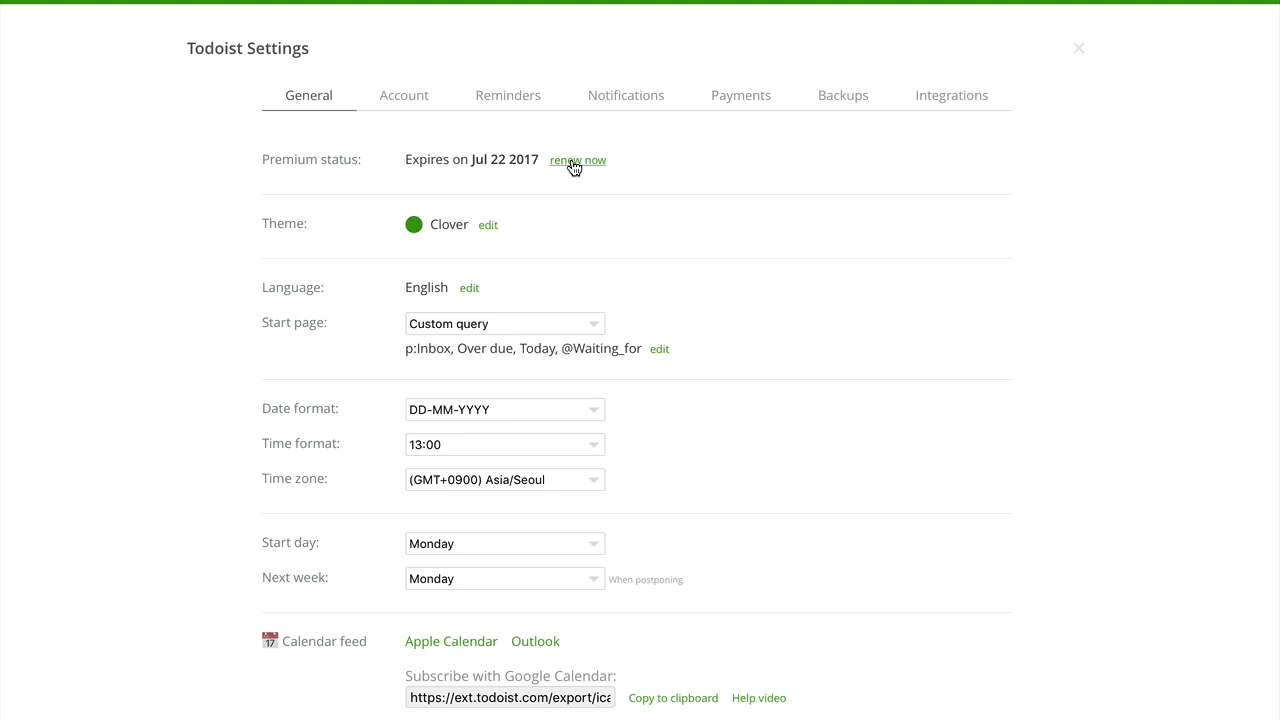 Todoist Settings
General Account Reminders Notifications Payments Backups Integrations
Premium status: Expires on Jul 22 2017 renew now
Theme: Clover edit
Language: English edit
Start page: Custom query
p:Inbox, Over due, Today, @Waiting_for edit
Date format: DD-MM-YYYY
Time format: 13:00
Time zone: (GMT+0900) Asia/Seoul
Start day: Monday
Next week: Monday When postponing
17 Calendar feed Apple Calendar Outlook
Subscribe with Google Calendar:
https://ext.todoist.com/export/ica Copy to clipboard Help video